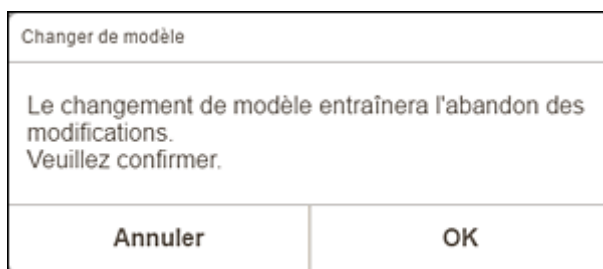 Changer de modèle
Le changement de modèle entraînera l'abandon des
modifications.
Veuillez confirmer.
Annuler
OK